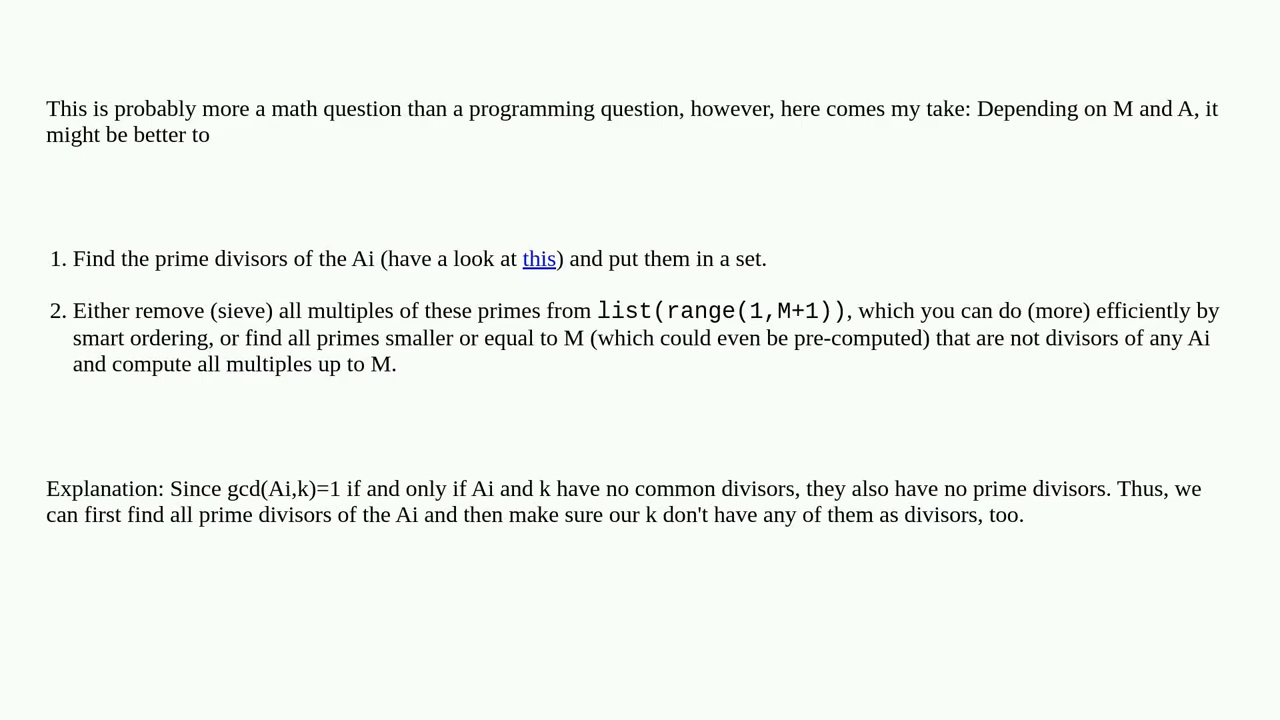 This is probably more a math question than a programming question, however, here comes my take: Depending on M and A, it
might be better to
1. Find the prime divisors of the Ai (have a look at this) and put them in a set.
2. Either remove (sieve) all multiples of these primes from list(range(1,M+1)), which you can do (more) efficiently by
smart ordering, or find all primes smaller or equal to M (which could even be pre-computed) that are not divisors of any Ai
and compute all multiples up to M.
Explanation: Since gcd(Ai,k)=1 if and only if Ai and k have no common divisors, they also have no prime divisors. Thus, we
can first find all prime divisors of the Ai and then make sure our k don't have any of them as divisors, too.